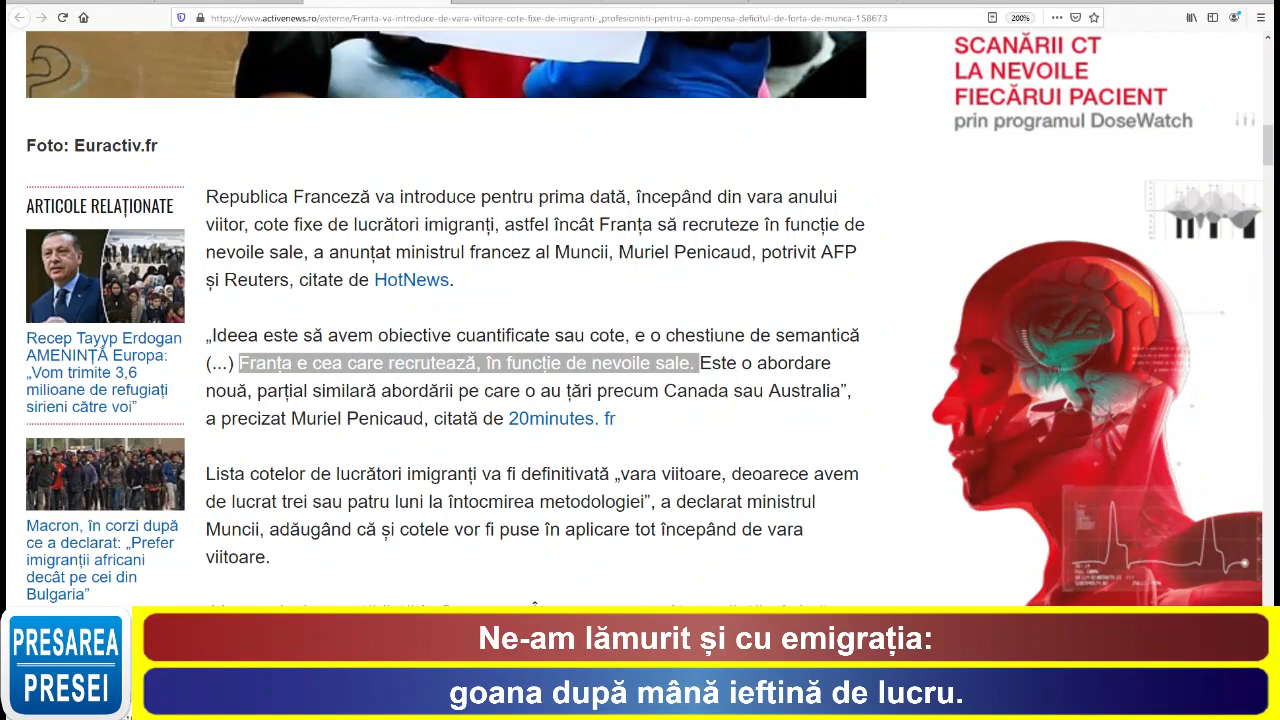 https://www.activenews.ro/externe/Franta-va-introduce-de-vara-viitoare-cote-fixe-de-imigranti-„profesionisti-pentru-a-compensa-deficitul-de-forta-de-munca-158673
200%
SCANĂRII CT
LA NEVOILE
FIECĂRUI PACIENT
prin programul DoseWatch
Foto: Euractiv.fr
ARTICOLE RELAȚIONATE
Recep Tayyp Erdogan
AMENINȚĂ Europa:
„Vom trimite 3,6
milioane de refugiați
sirieni către voi”
Macron, în corzi după
ce a declarat: „Prefer
imigranții africani
decât pe cei din
Bulgaria”
Republica Franceză va introduce pentru prima dată, începând din vara anului
viitor, cote fixe de lucrători imigranți, astfel încât Franța să recruteze în funcție de
nevoile sale, a anunțat ministrul francez al Muncii, Muriel Penicaud, potrivit AFP
și Reuters, citate de HotNews.
„Ideea este să avem obiective cuantificate sau cote, e o chestiune de semantică
(...) Franța e cea care recrutează, în funcție de nevoile sale. Este o abordare
nouă, parțial similară abordării pe care o au țări precum Canada sau Australia”,
a precizat Muriel Penicaud, citată de 20minutes. fr
Lista cotelor de lucrători imigranți va fi definitivată „vara viitoare, deoarece avem
de lucrat trei sau patru luni la întocmirea metodologiei”, a declarat ministrul
Muncii, adăugând că și cotele vor fi puse în aplicare tot începând de vara
viitoare.
PRESAREA
PRESEI
Ne-am lămurit și cu emigrația:
goana după mână ieftină de lucru.